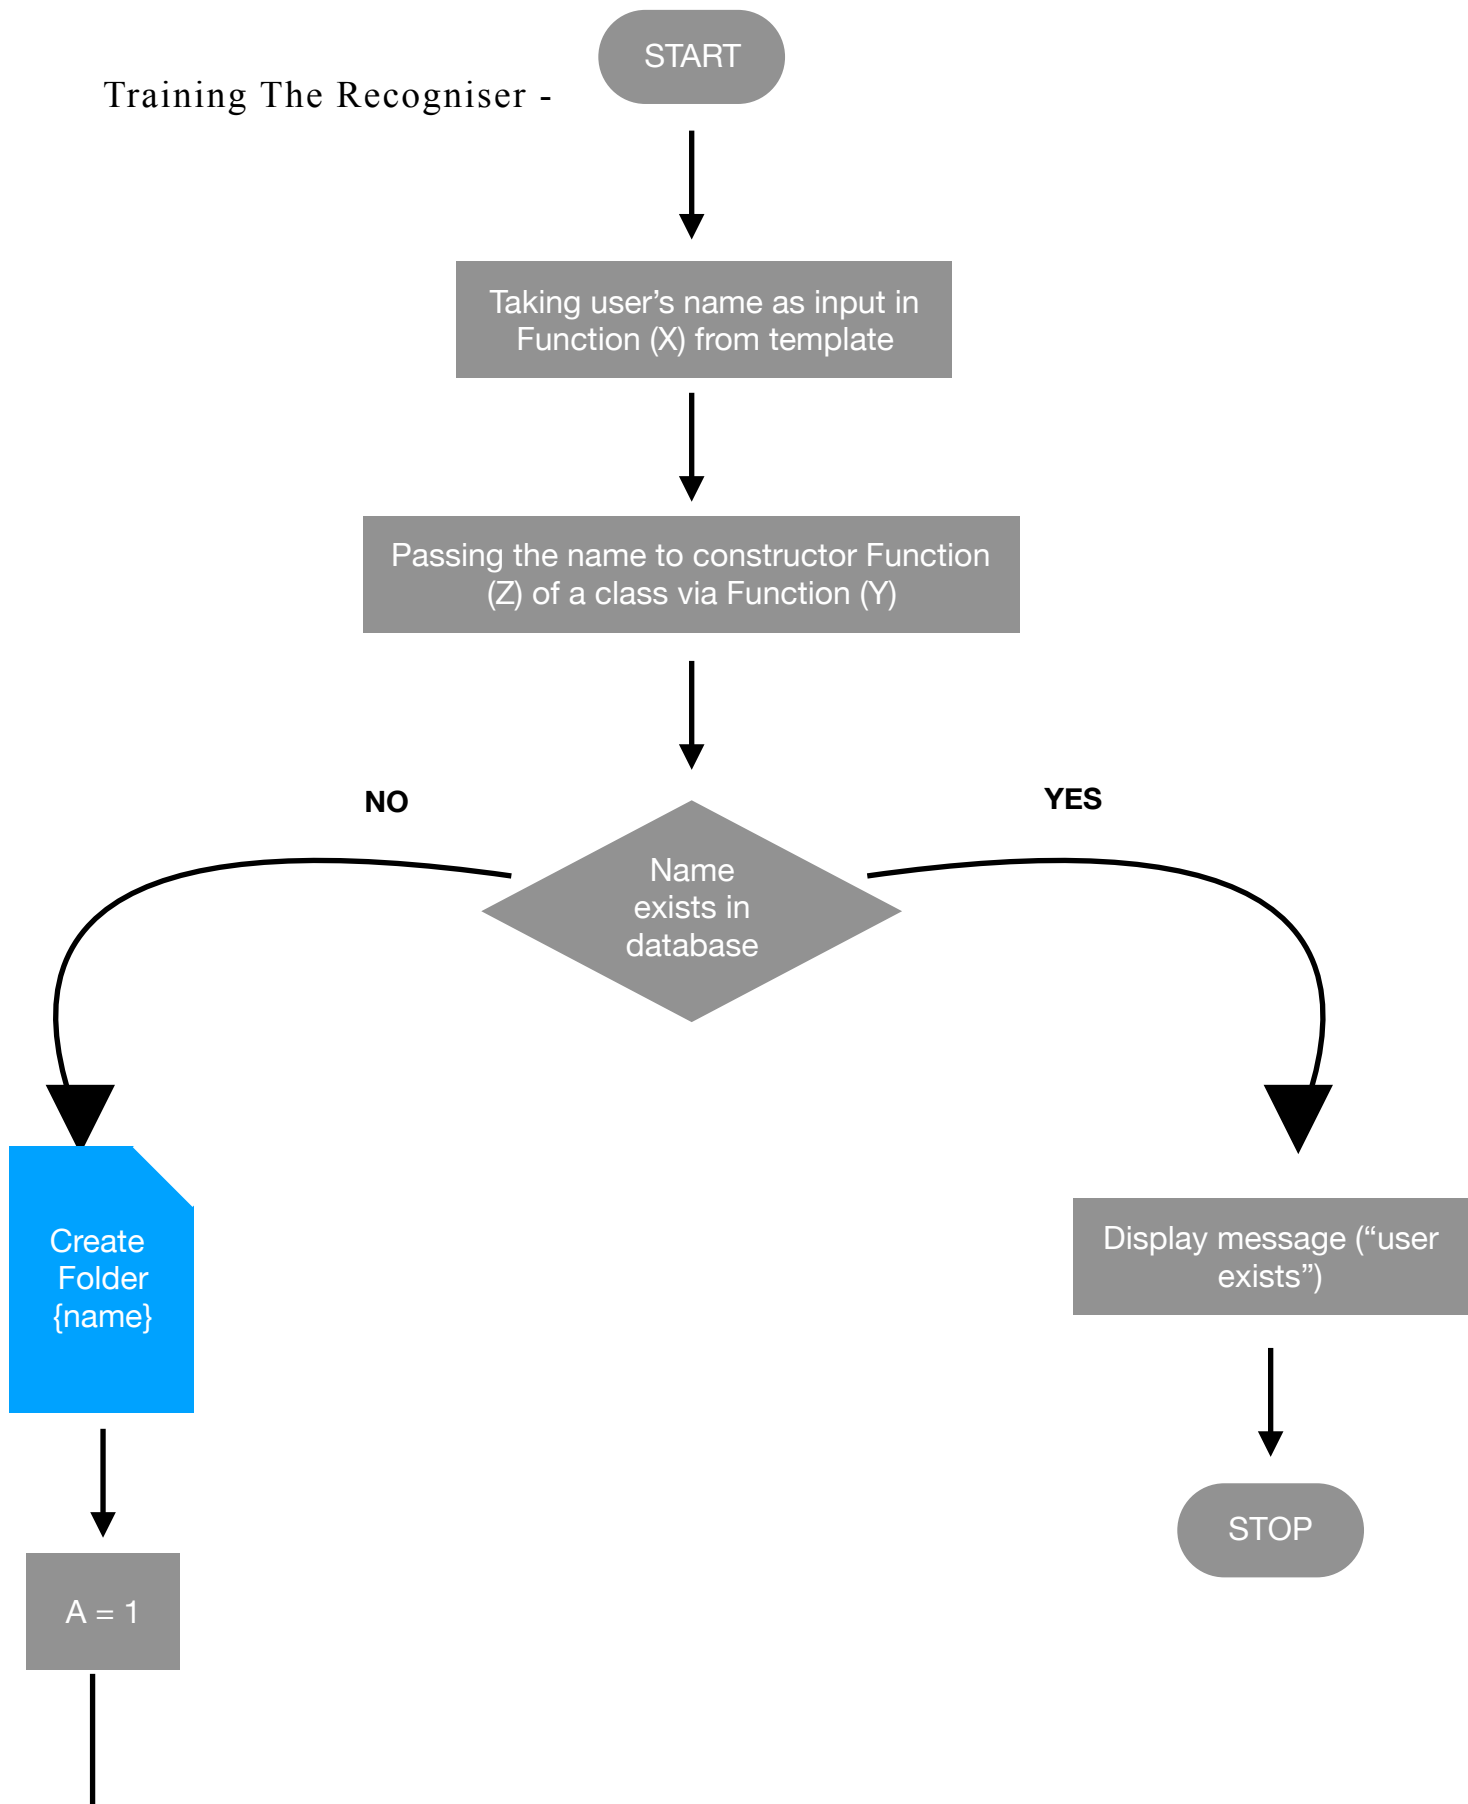 START
Training The Recogniser -
Taking user’s name as input in
Function (X) from template
Passing the name to constructor Function
(Z) of a class via Function (Y)
NO
YES
Name
exists in
database
Create
Folder
{name}
Display message (“user
exists”)
STOP
A = 1